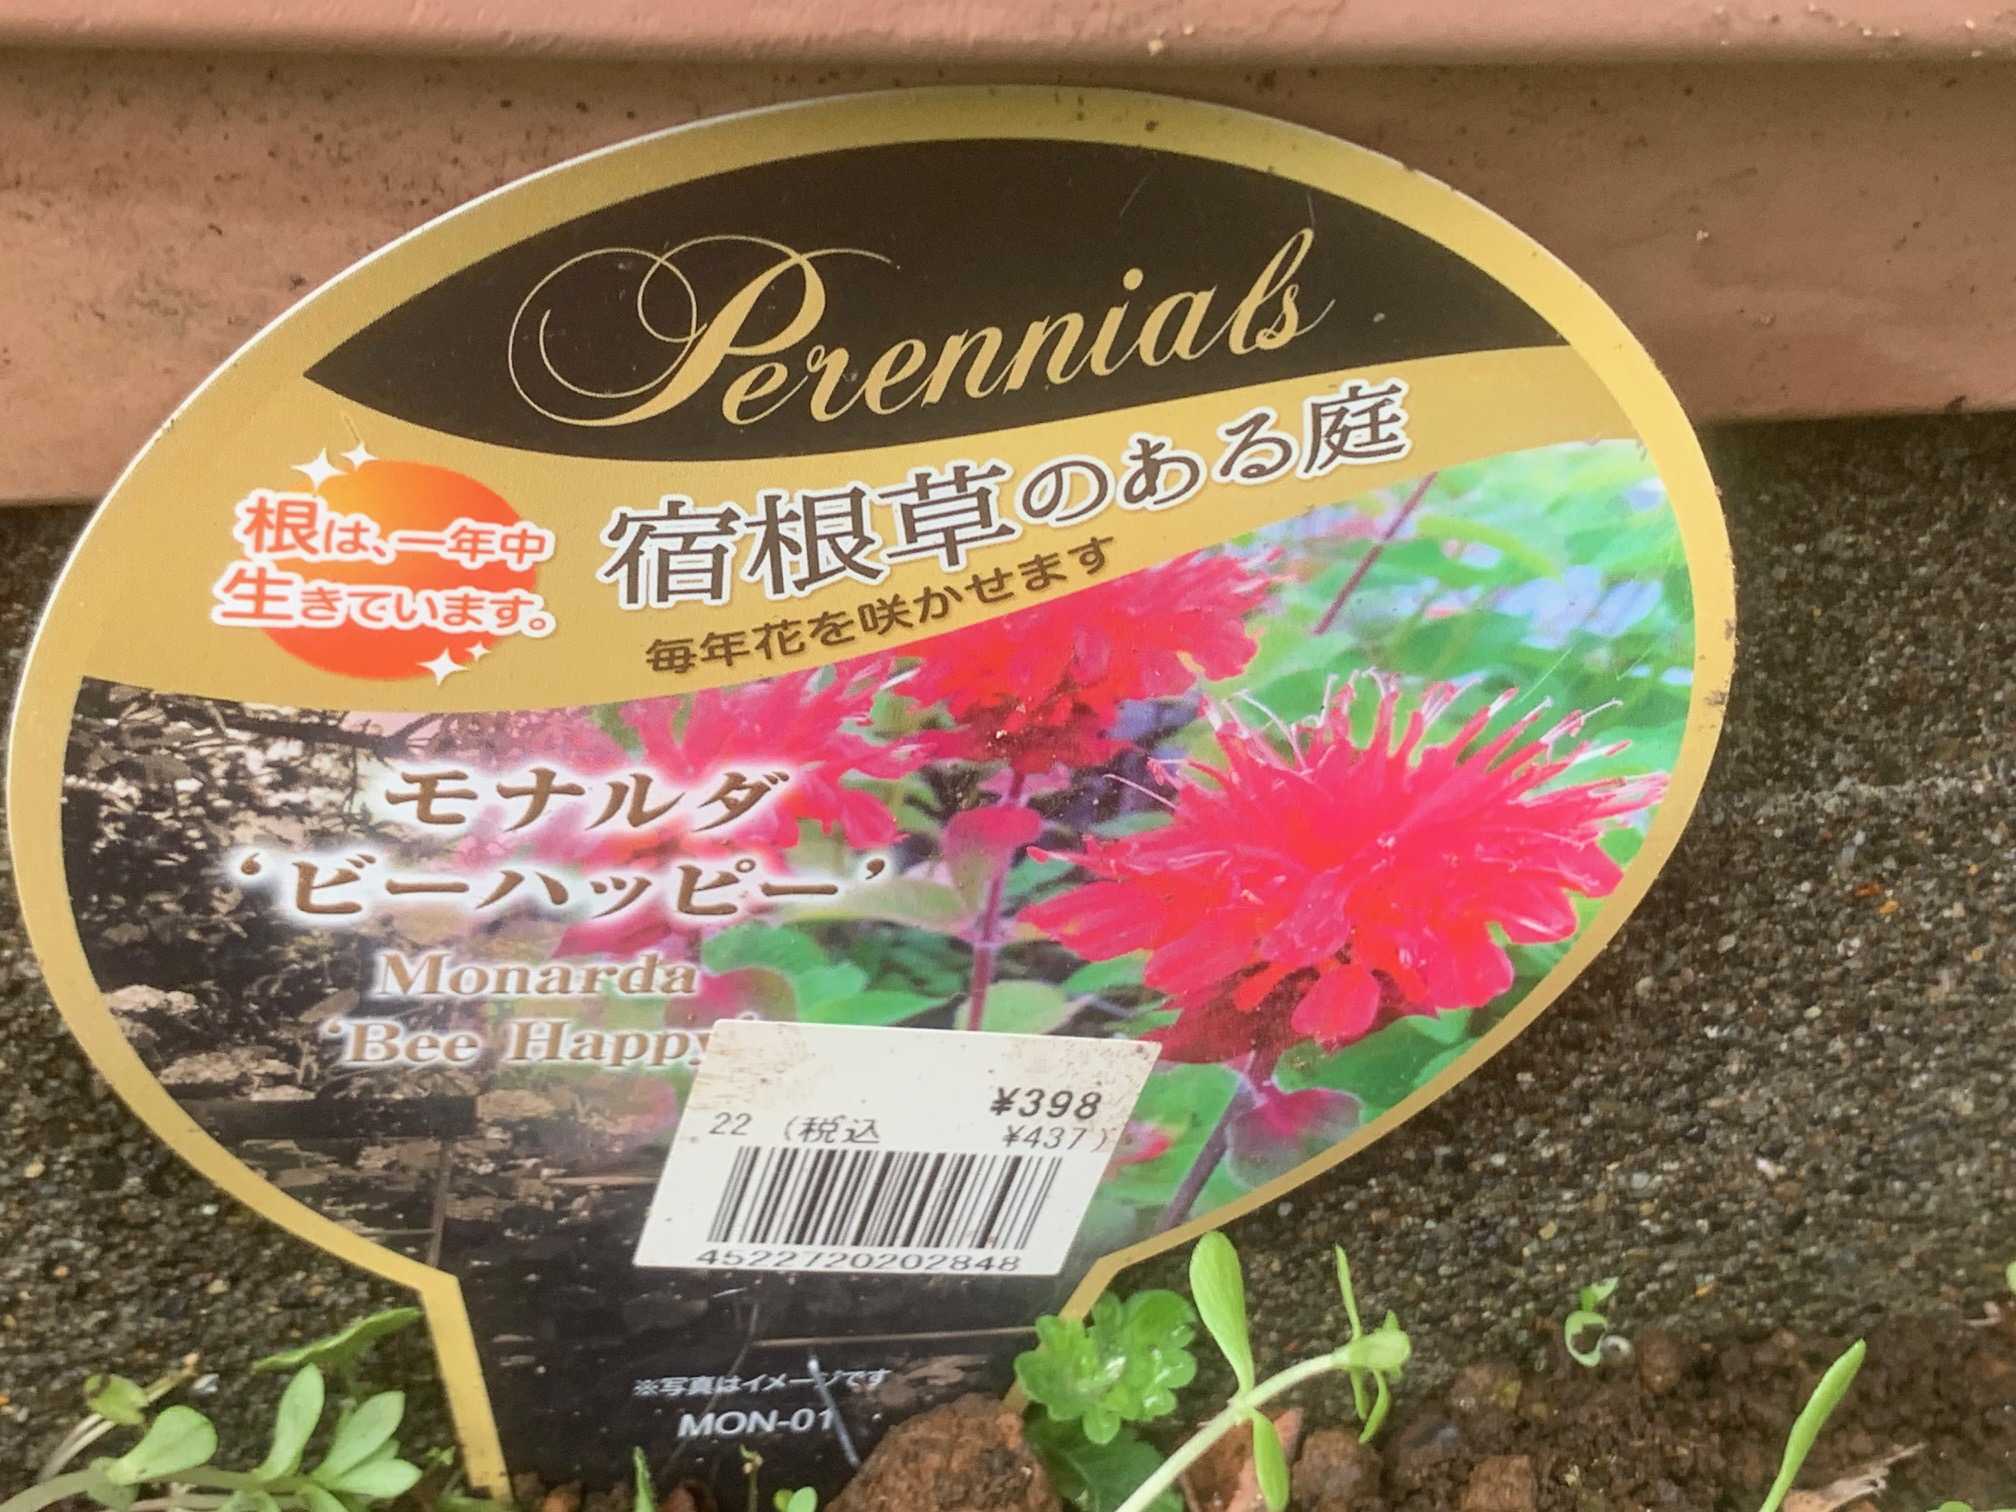 Perennials
宿根草のある庭
毎年花を咲かせます
根は、一年中
生きています。
モナルダ
‘ビーハッピー’
Monarda
‘Bee Happy’
¥398
22 (税込 ¥437)
4522720202848
※写真はイメージです
MON-01